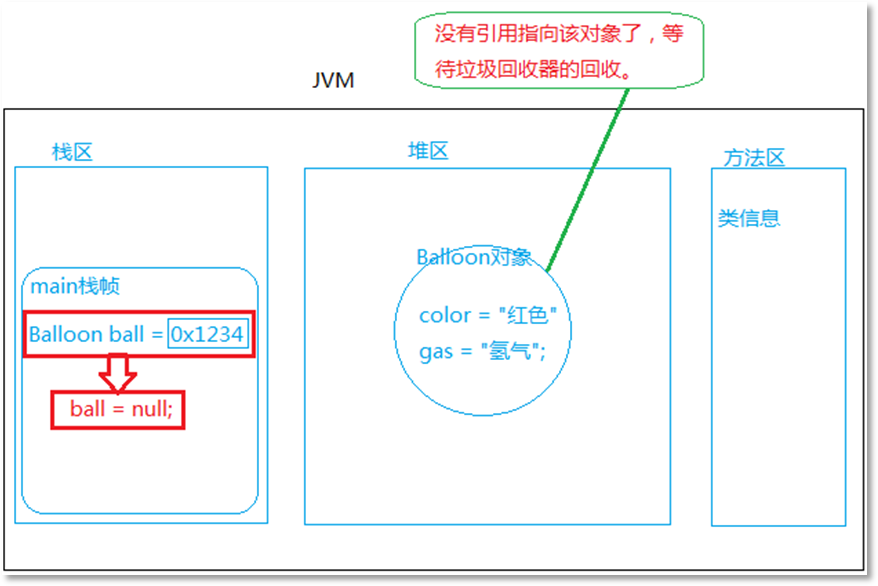 没有引用指向该对象了，等
待垃圾回收器的回收。
JVM
栈区
堆区
方法区
类信息
main栈帧
Balloon ball = 0x1234
ball = null;
Balloon对象
color = "红色"
gas = "氢气";